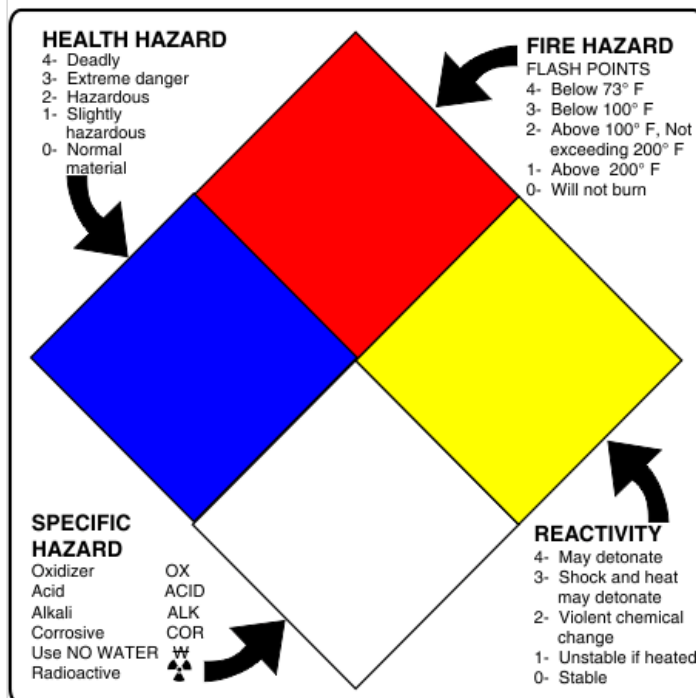 HEALTH HAZARD
4- Deadly
3- Extreme danger
2- Hazardous
1- Slightly
hazardous
0- Normal
material
FIRE HAZARD
FLASH POINTS
4- Below 73° F
3- Below 100° F
2- Above 100° F, Not
exceeding 200° F
1- Above 200° F
0- Will not burn
SPECIFIC
HAZARD
Oxidizer OX
Acid ACID
Alkali ALK
Corrosive COR
Use NO WATER W̶
Radioactive ☢
REACTIVITY
4- May detonate
3- Shock and heat
may detonate
2- Violent chemical
change
1- Unstable if heated
0- Stable